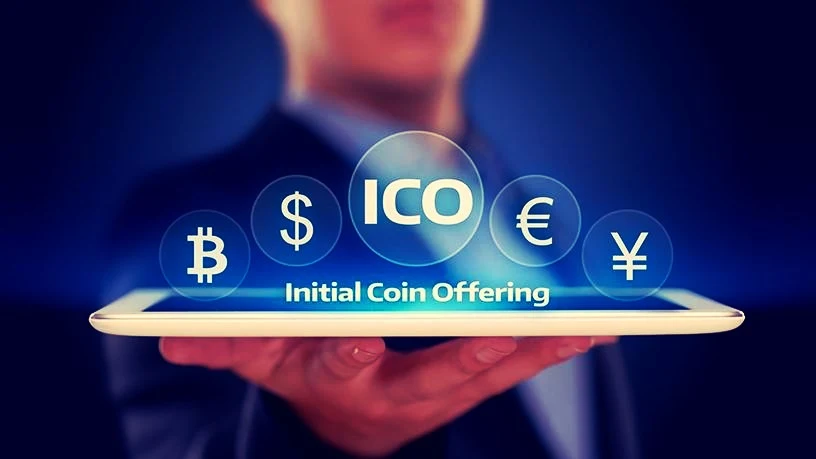 ₿ $ ICO € ¥
Initial Coin Offering